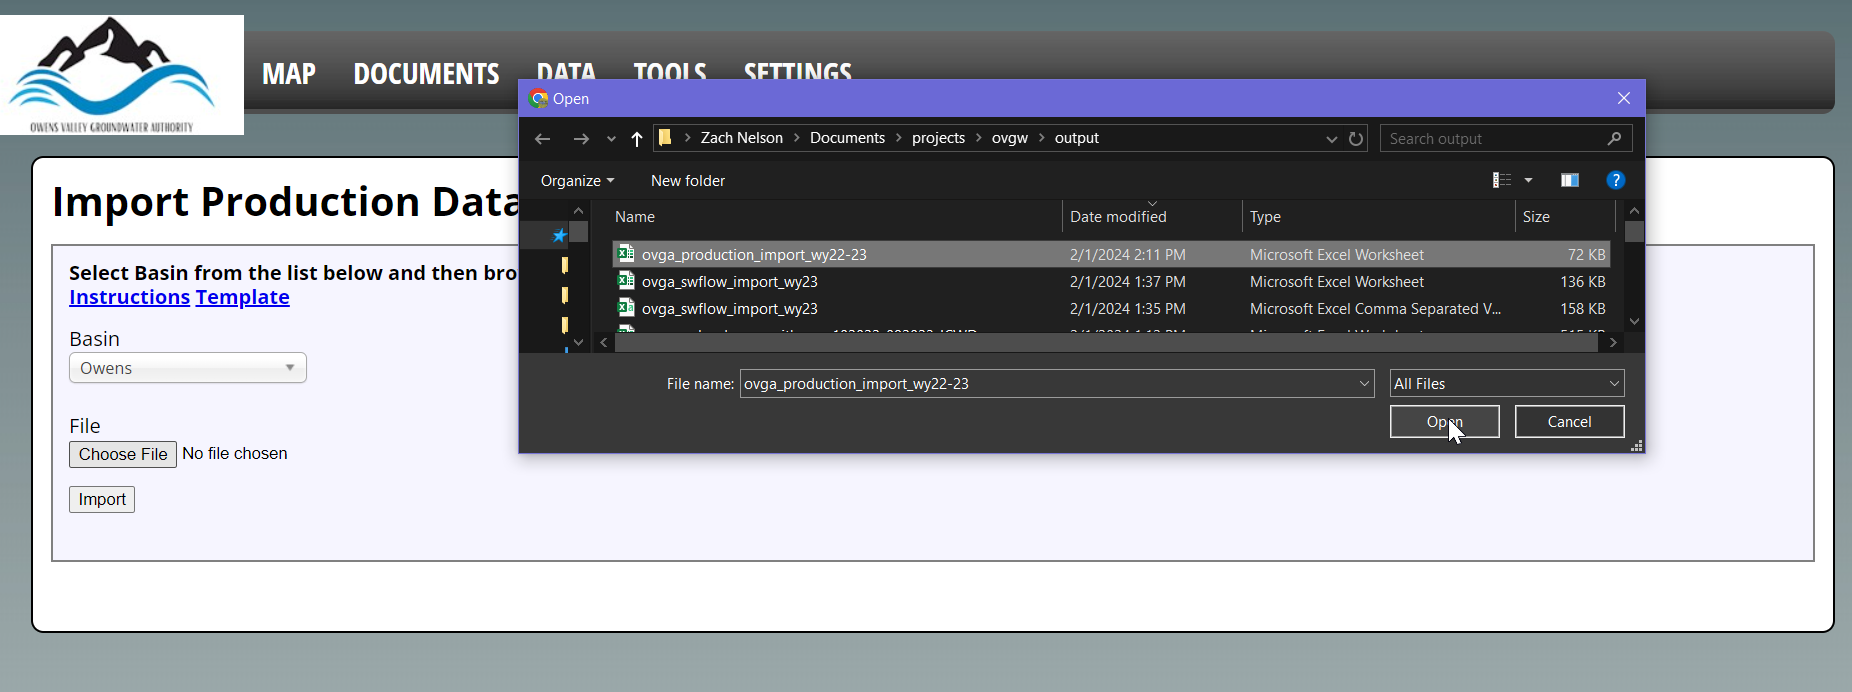 OWENS VALLEY GROUNDWATER AUTHORITY
MAP DOCUMENTS DATA TOOLS SETTINGS
Open
Zach Nelson > Documents > projects > ovgw > output
Search output
Organize New folder
Name Date modified Type Size
ovga_production_import_wy22-23 2/1/2024 2:11 PM Microsoft Excel Worksheet 72 KB
ovga_swflow_import_wy23 2/1/2024 1:37 PM Microsoft Excel Worksheet 136 KB
ovga_swflow_import_wy23 2/1/2024 1:35 PM Microsoft Excel Comma Separated V... 158 KB
File name: ovga_production_import_wy22-23 All Files
Open Cancel
Import Production Data
Select Basin from the list below and then bro
Instructions Template
Basin
Owens
File
Choose File No file chosen
Import